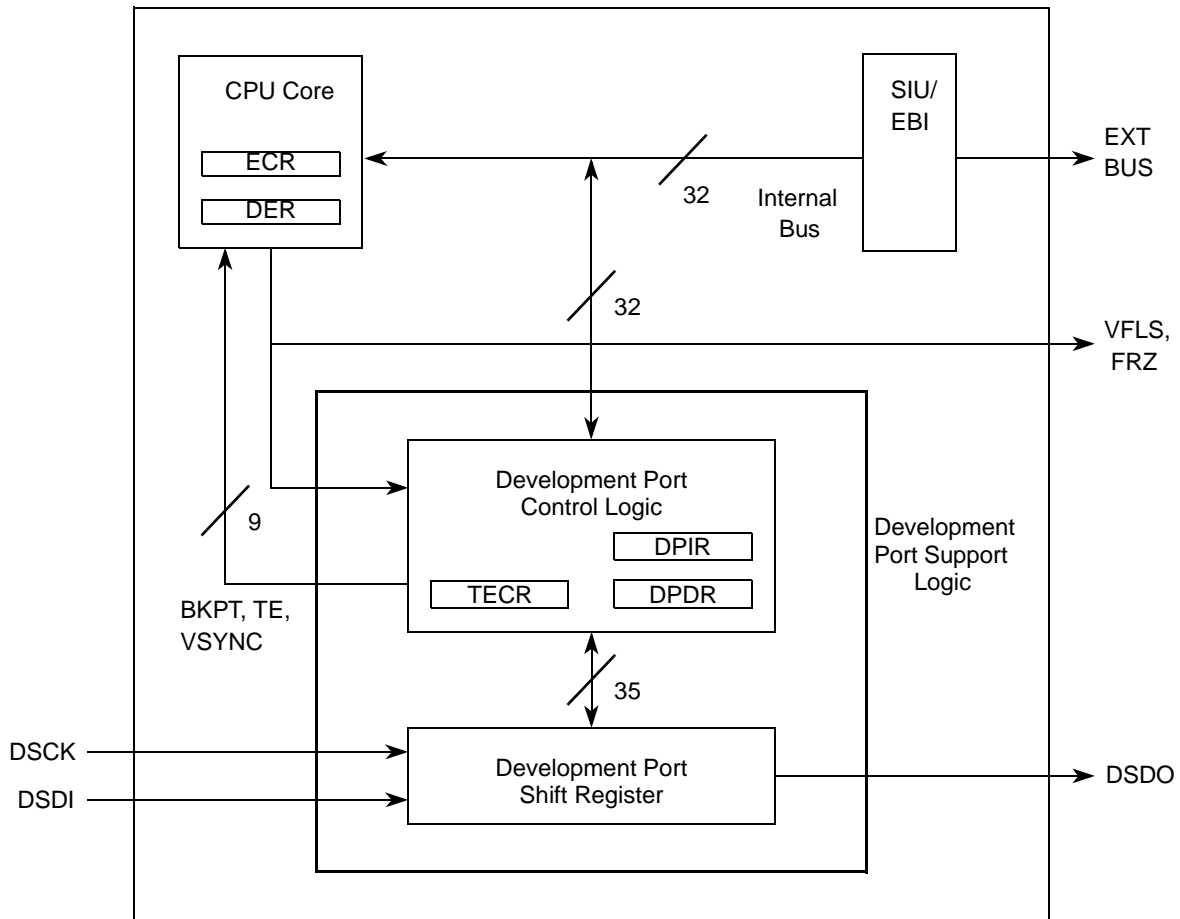 CPU Core
ECR
DER
SIU/
EBI
EXT
BUS
32
Internal
Bus
32
VFLS,
FRZ
Development Port
Control Logic
9
DPIR
TECR
DPDR
Development
Port Support
Logic
BKPT, TE,
VSYNC
35
DSCK
DSDI
Development Port
Shift Register
DSDO